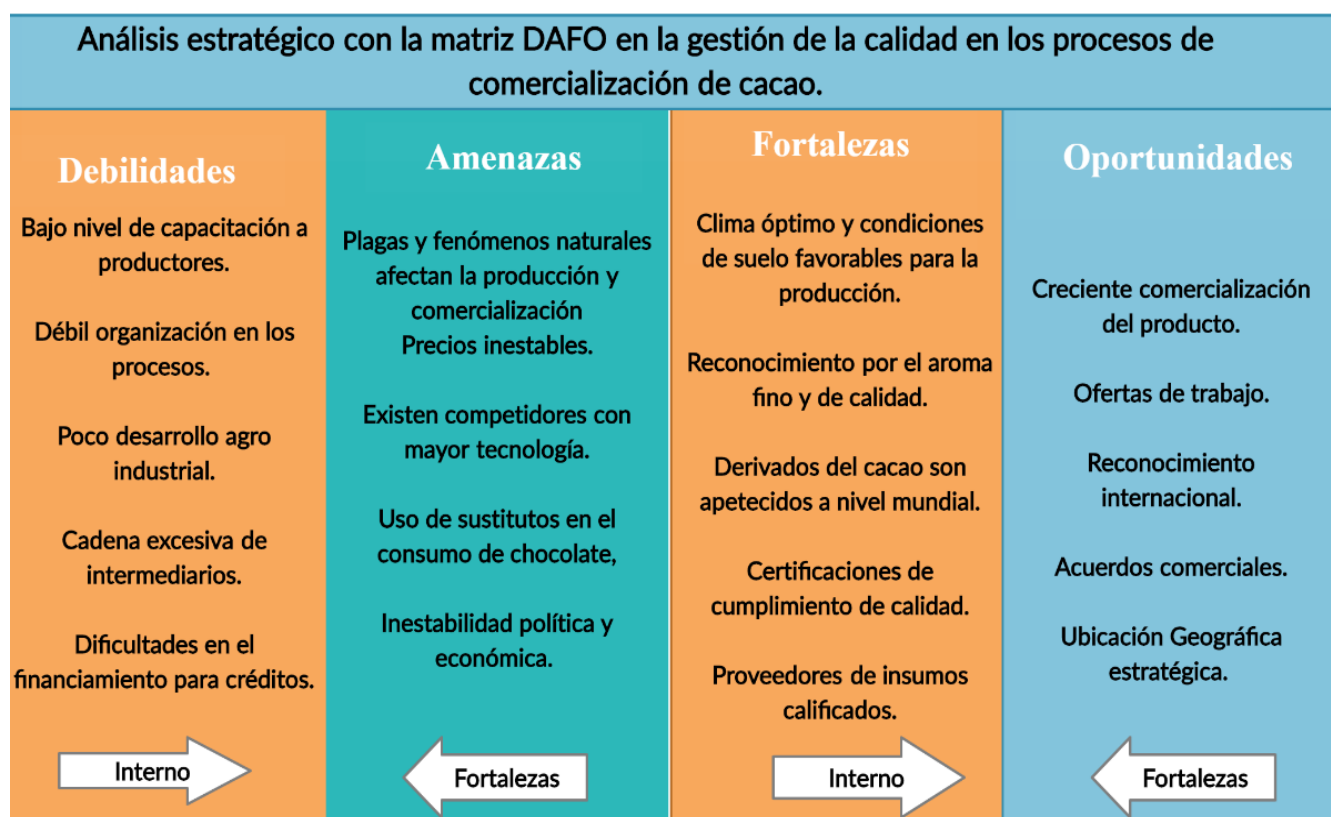 Análisis estratégico con la matriz DAFO en la gestión de la calidad en los procesos de
comercialización de cacao.
Debilidades
Bajo nivel de capacitación a
productores.
Débil organización en los
procesos.
Poco desarrollo agro
industrial.
Cadena excesiva de
intermediarios.
Dificultades en el
financiamiento para créditos.
Interno
Amenazas
Plagas y fenómenos naturales
afectan la producción y
comercialización
Precios inestables.
Existen competidores con
mayor tecnología.
Uso de sustitutos en el
consumo de chocolate,
Inestabilidad política y
económica.
Fortalezas
Fortalezas
Clima óptimo y condiciones
de suelo favorables para la
producción.
Reconocimiento por el aroma
fino y de calidad.
Derivados del cacao son
apetecidos a nivel mundial.
Certificaciones de
cumplimiento de calidad.
Proveedores de insumos
calificados.
Interno
Oportunidades
Creciente comercialización
del producto.
Ofertas de trabajo.
Reconocimiento
internacional.
Acuerdos comerciales.
Ubicación Geográfica
estratégica.
Fortalezas